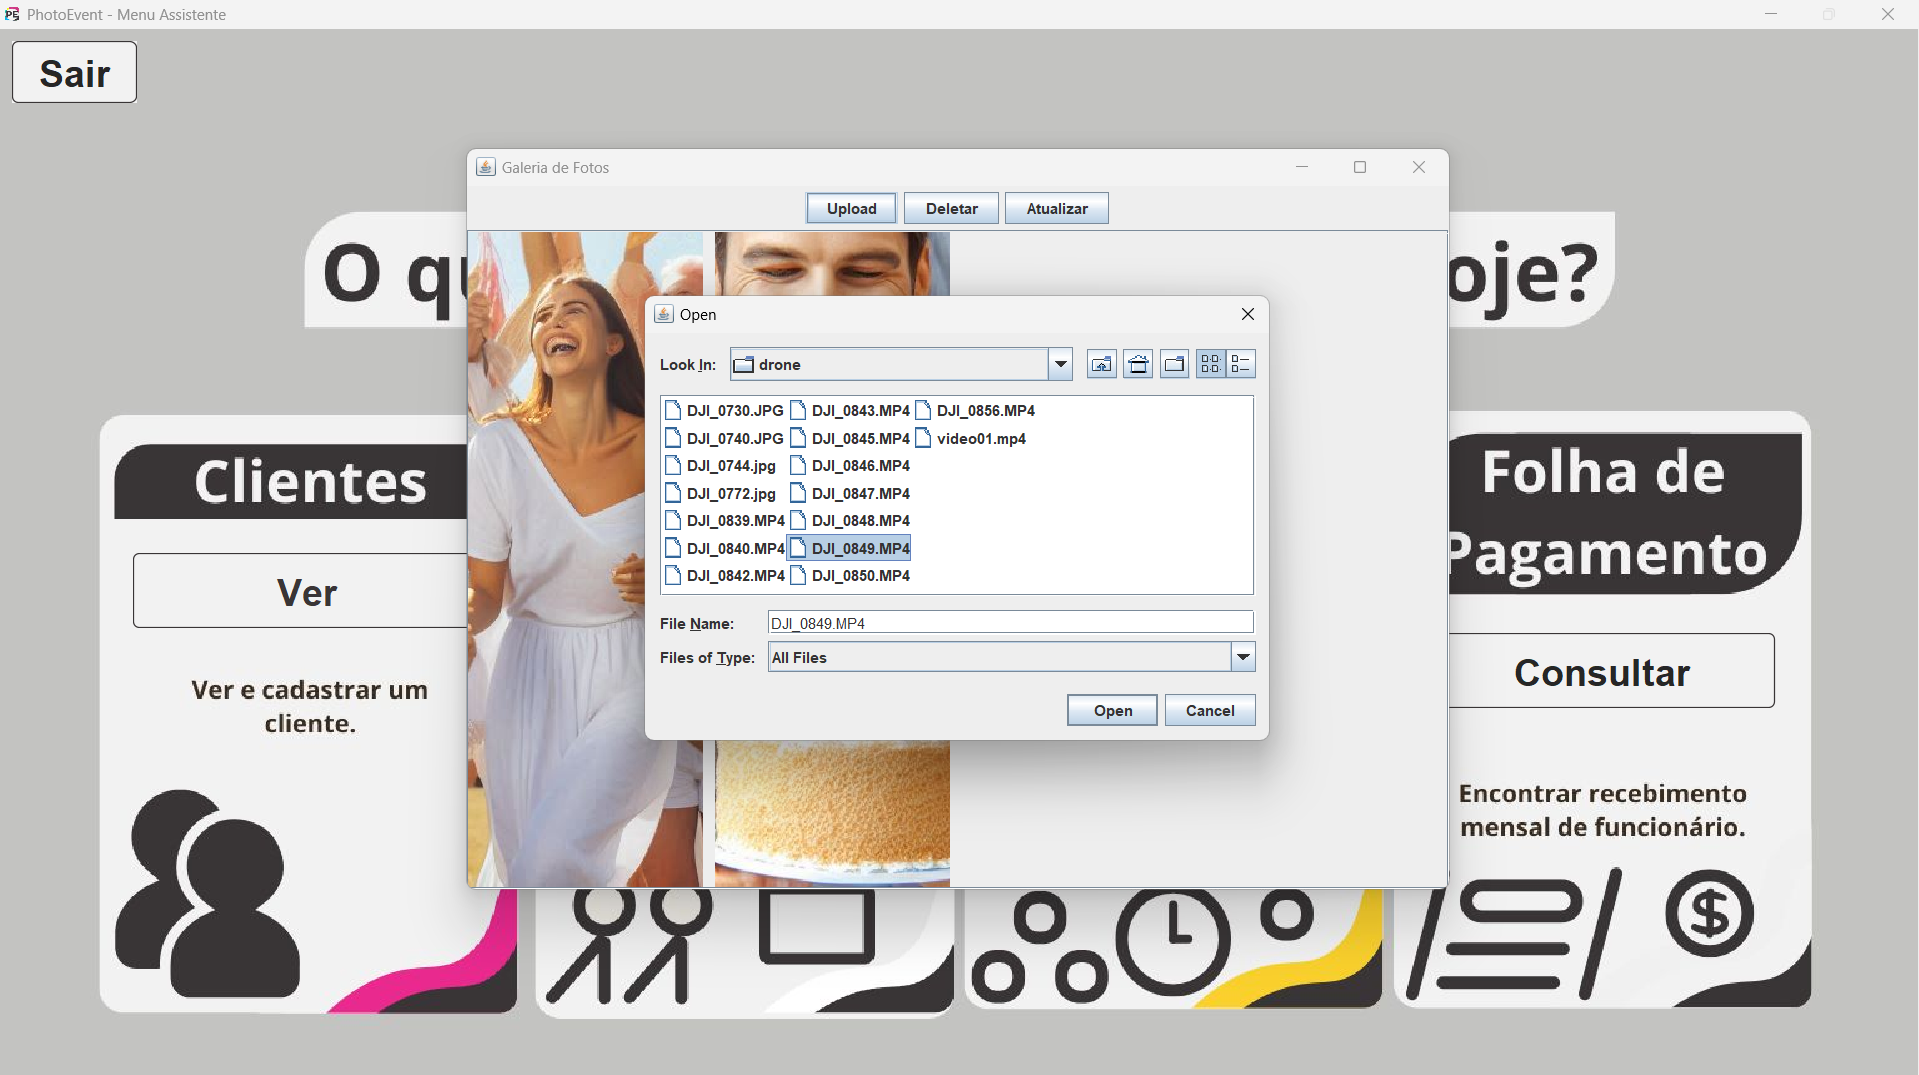 PhotoEvent - Menu Assistente
Sair
Galeria de Fotos
Upload Deletar Atualizar
O qu
oje?
Open
Look In: drone
DJI_0730.JPG DJI_0843.MP4 DJI_0856.MP4
DJI_0740.JPG DJI_0845.MP4 video01.mp4
DJI_0744.jpg DJI_0846.MP4
DJI_0772.jpg DJI_0847.MP4
DJI_0839.MP4 DJI_0848.MP4
DJI_0840.MP4 DJI_0849.MP4
DJI_0842.MP4 DJI_0850.MP4
File Name: DJI_0849.MP4
Files of Type: All Files
Open Cancel
Clientes
Ver
Ver e cadastrar um
cliente.
Folha de
Pagamento
Consultar
Encontrar recebimento
mensal de funcionário.
$